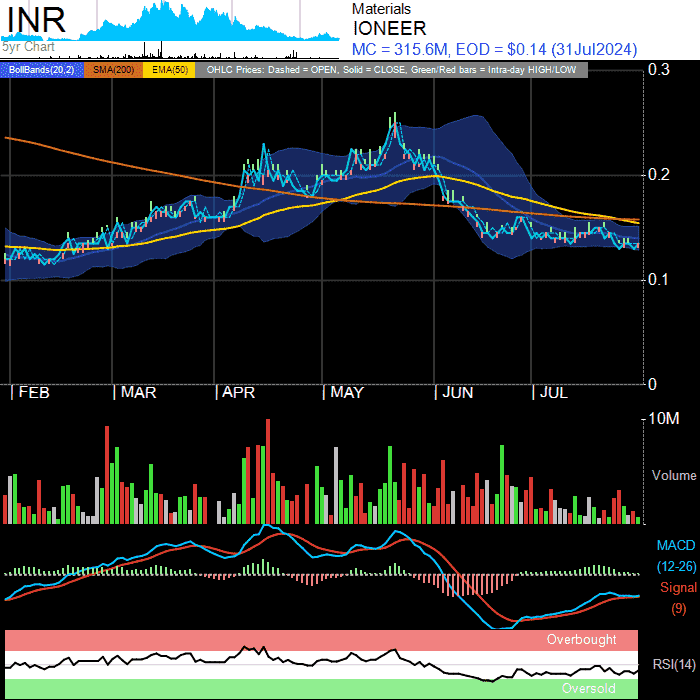 INR
5yr Chart
Materials
IONEER
MC = 315.6M, EOD = $0.14 (31Jul2024)
BollBands(20,2) SMA(200) EMA(50) OHLC Prices: Dashed = OPEN, Solid = CLOSE, Green/Red bars = Intra-day HIGH/LOW
0.3
0.2
0.1
0
FEB MAR APR MAY JUN JUL
10M
Volume
MACD
(12-26)
Signal
(9)
Overbought
RSI(14)
Oversold